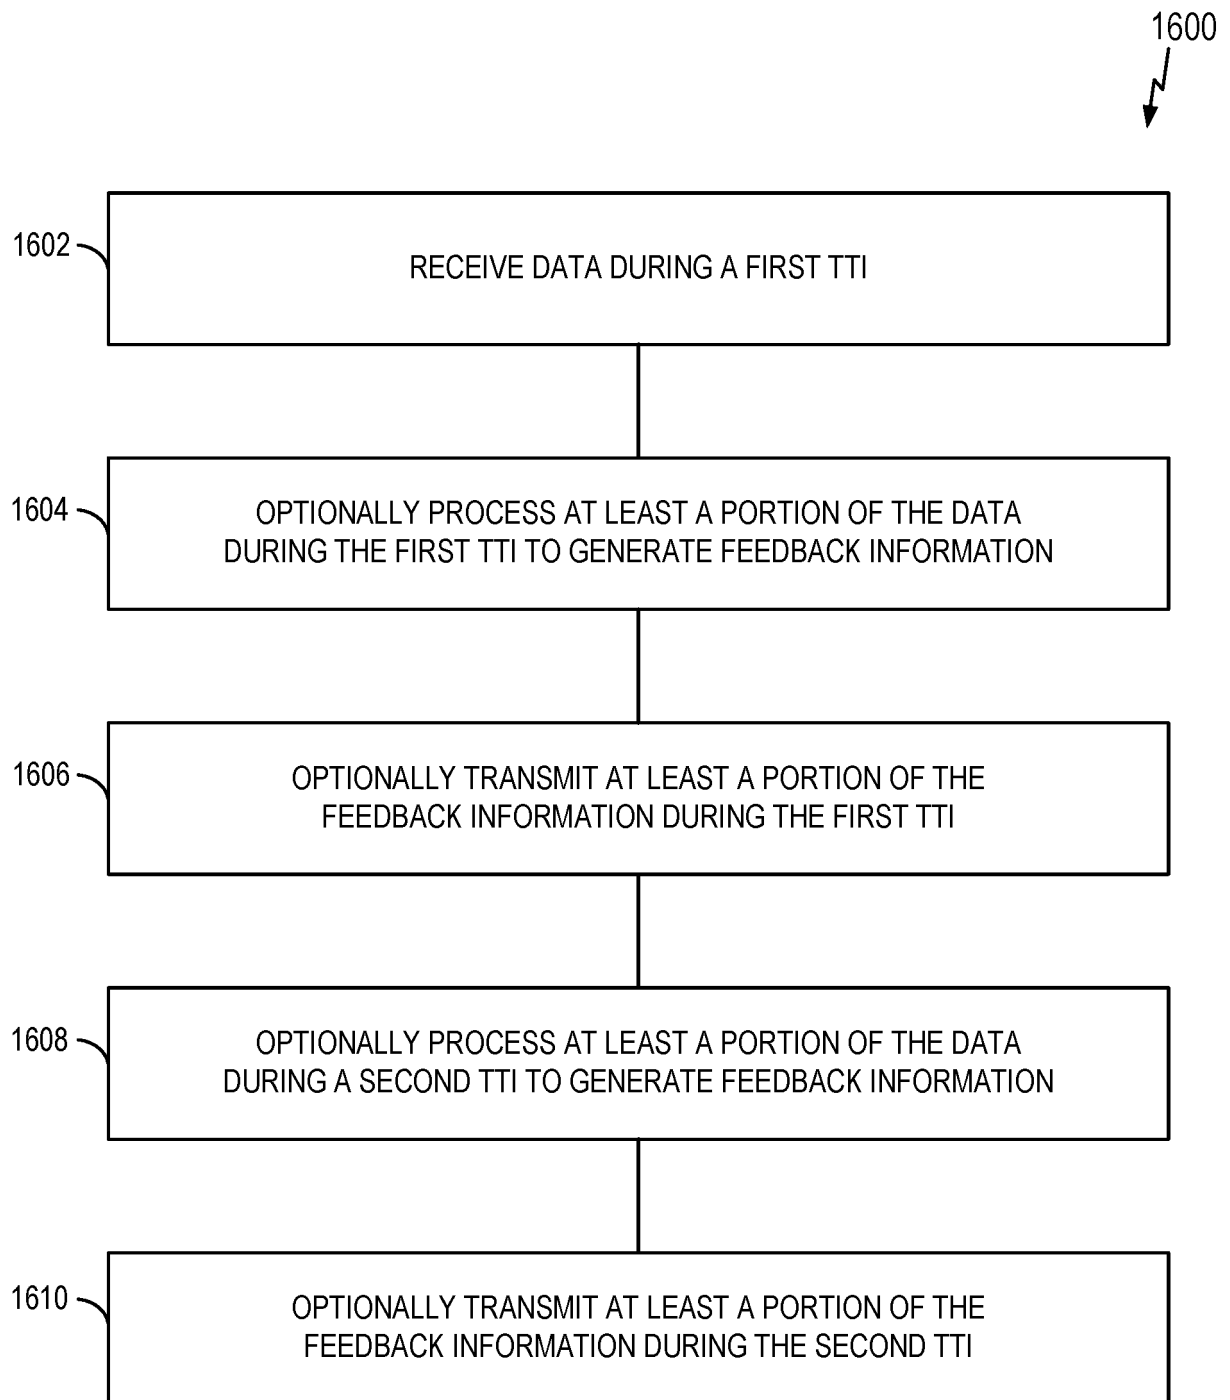 1600
1602
RECEIVE DATA DURING A FIRST TTI
1604
OPTIONALLY PROCESS AT LEAST A PORTION OF THE DATA
DURING THE FIRST TTI TO GENERATE FEEDBACK INFORMATION
1606
OPTIONALLY TRANSMIT AT LEAST A PORTION OF THE
FEEDBACK INFORMATION DURING THE FIRST TTI
1608
OPTIONALLY PROCESS AT LEAST A PORTION OF THE DATA
DURING A SECOND TTI TO GENERATE FEEDBACK INFORMATION
1610
OPTIONALLY TRANSMIT AT LEAST A PORTION OF THE
FEEDBACK INFORMATION DURING THE SECOND TTI